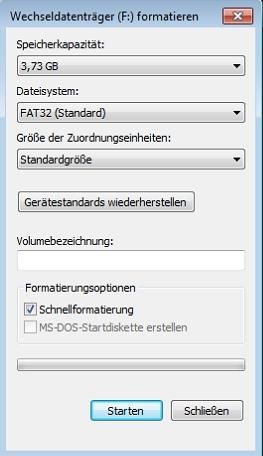 Wechseldatenträger (F:) formatieren
Speicherkapazität:
3,73 GB
Dateisystem:
FAT32 (Standard)
Größe der Zuordnungseinheiten:
Standardgröße
Gerätestandards wiederherstellen
Volumebezeichnung:
Formatierungsoptionen
Schnellformatierung
MS-DOS-Startdiskette erstellen
Starten Schließen